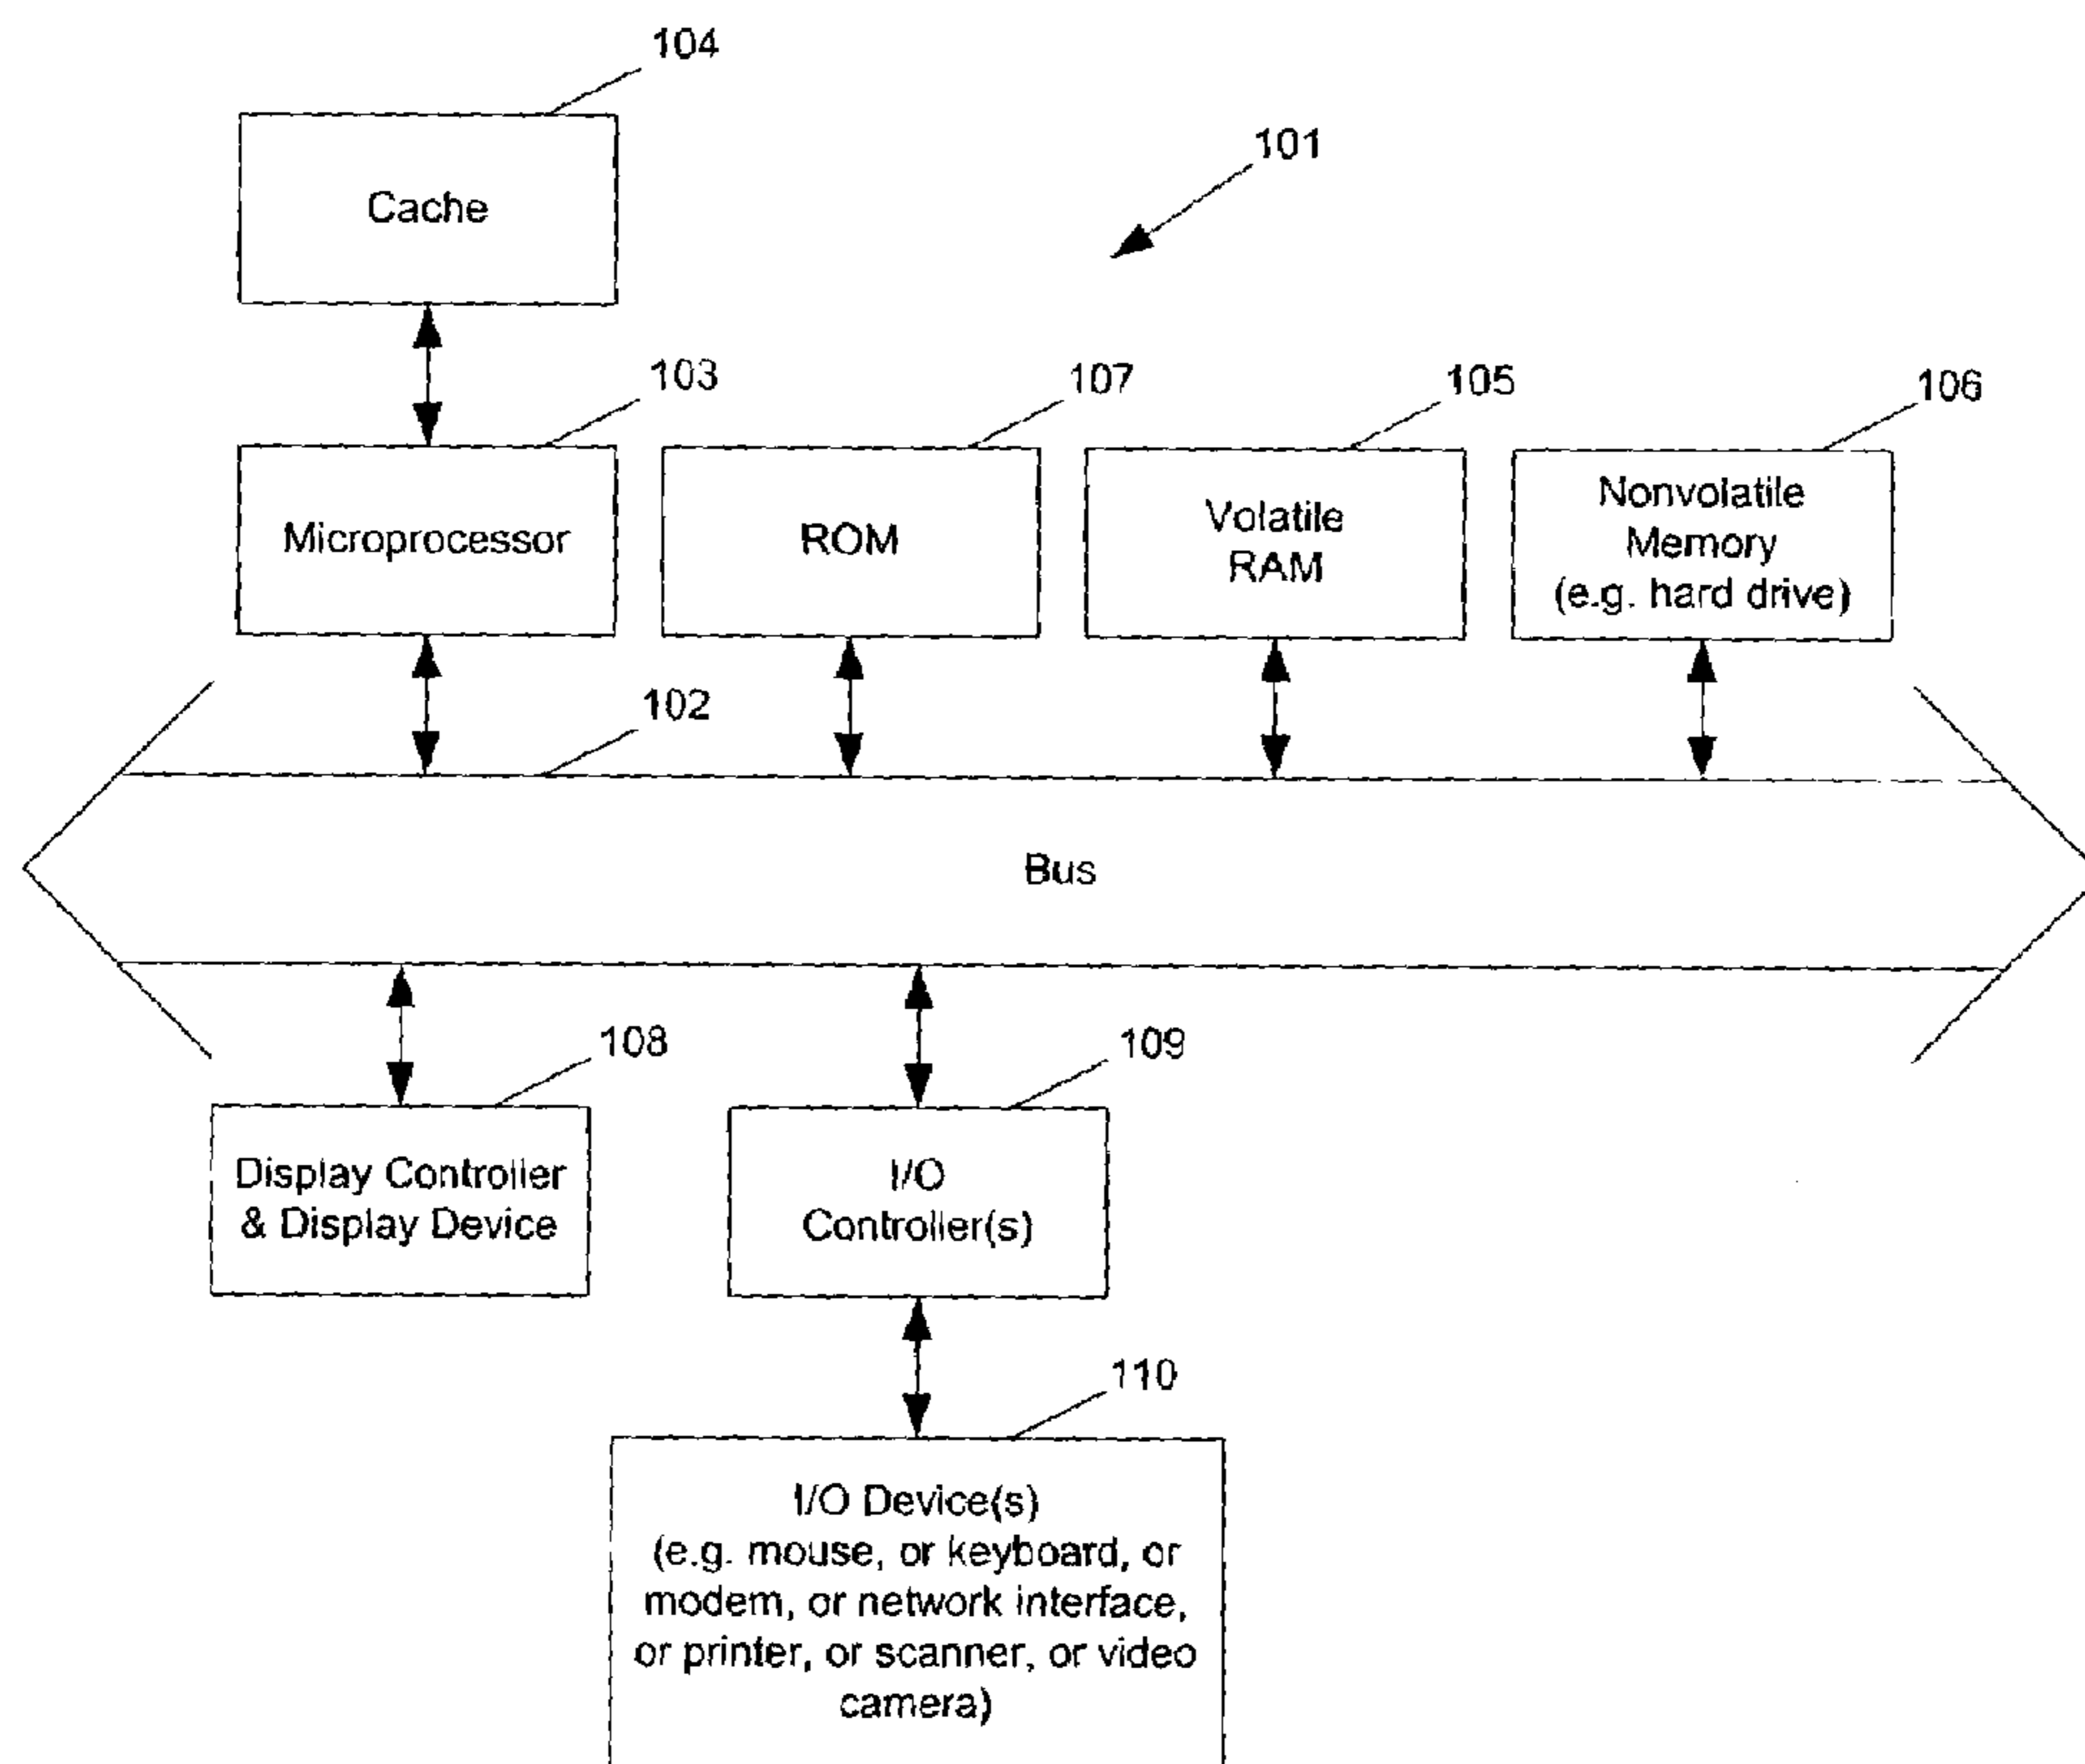 104
Cache
101
103
107
105
106
Microprocessor
ROM
Volatile
RAM
Nonvolatile
Memory
(e.g. hard drive)
102
Bus
108
109
Display Controller
& Display Device
I/O
Controller(s)
110
I/O Device(s)
(e.g. mouse, or keyboard, or
modem, or network interface,
or printer, or scanner, or video
camera)